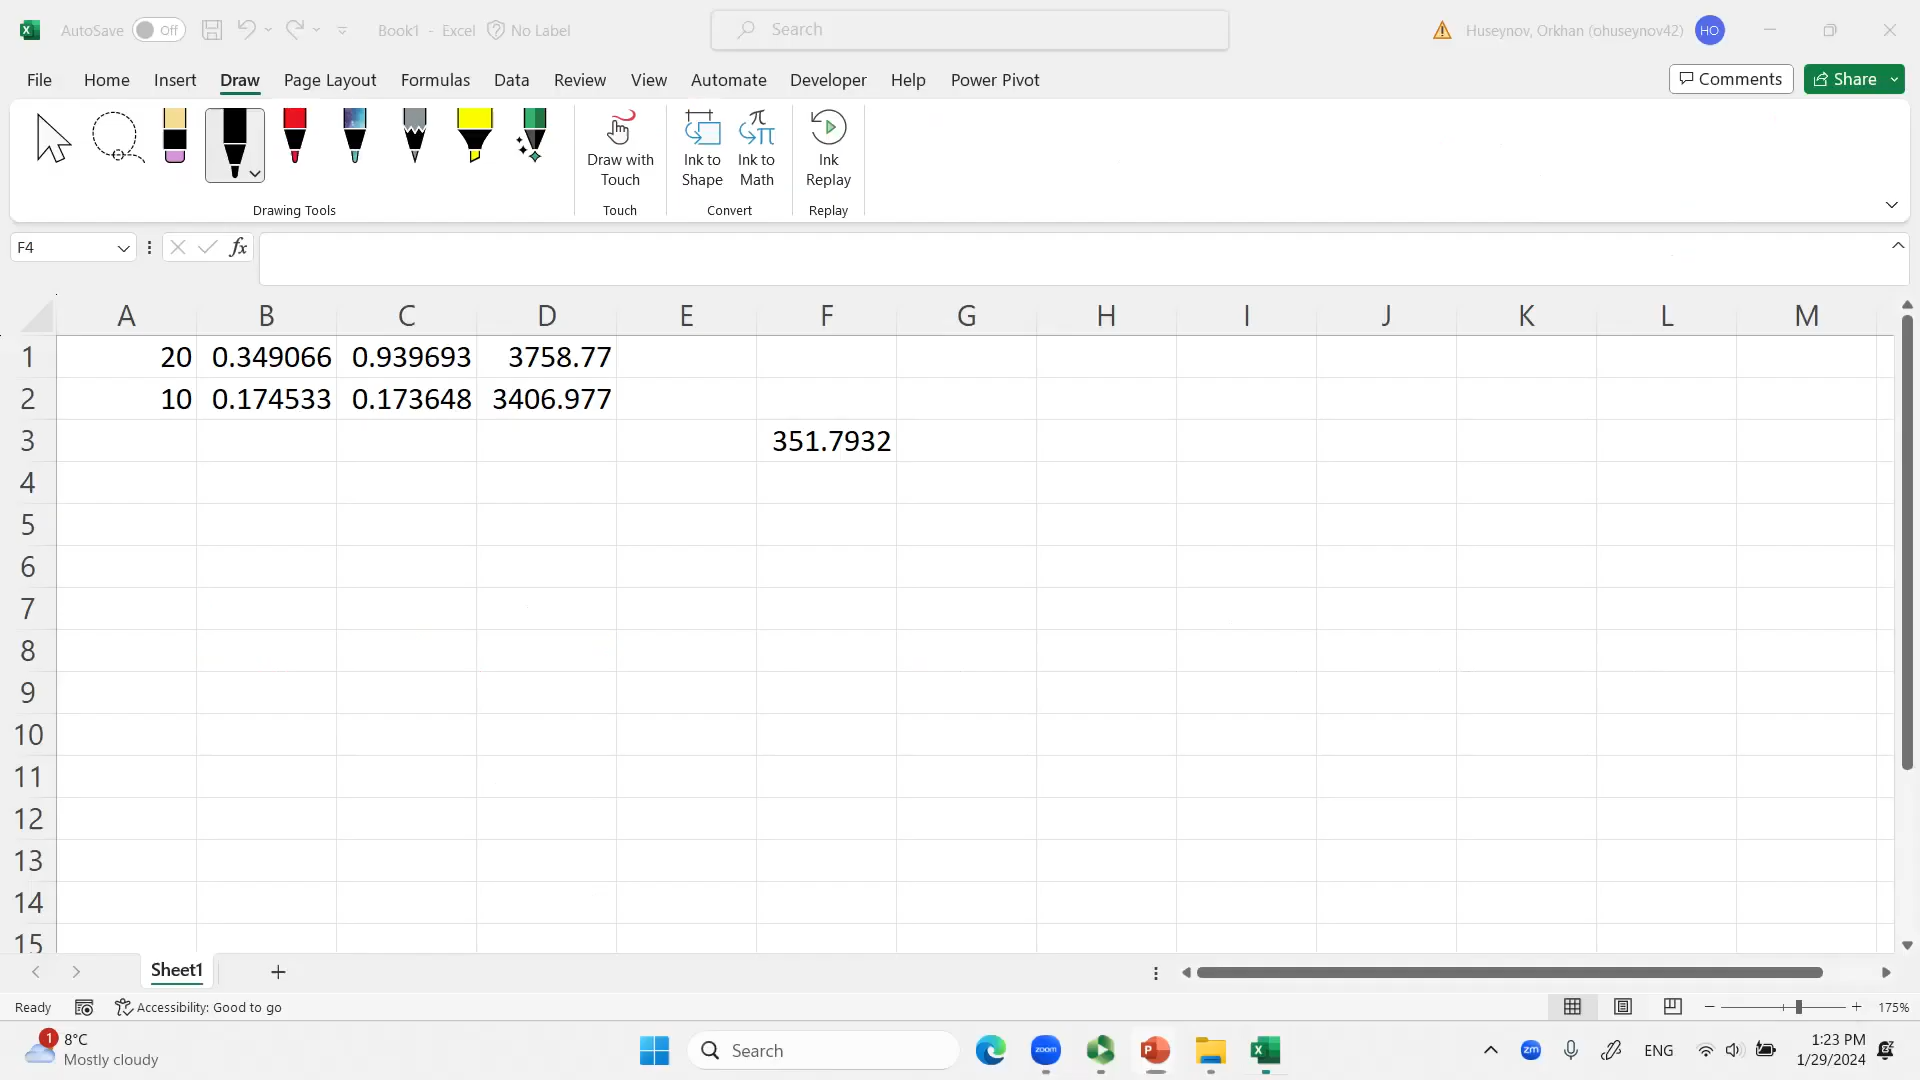 AutoSave Off Book1 - Excel No Label Search Huseynov, Orkhan (ohuseynov42) HO
File Home Insert Draw Page Layout Formulas Data Review View Automate Developer Help Power Pivot Comments Share
Draw with Touch
Ink to Shape
Ink to Math
Ink Replay
Drawing Tools Touch Convert Replay
F4 fx
A B C D E F G H I J K L M
1 20 0.349066 0.939693 3758.77
2 10 0.174533 0.173648 3406.977
3 351.7932
4
5
6
7
8
9
10
11
12
13
14
15
Sheet1
Ready Accessibility: Good to go 175%
1 8°C
Mostly cloudy
Search zoom zm ENG
1:23 PM
1/29/2024